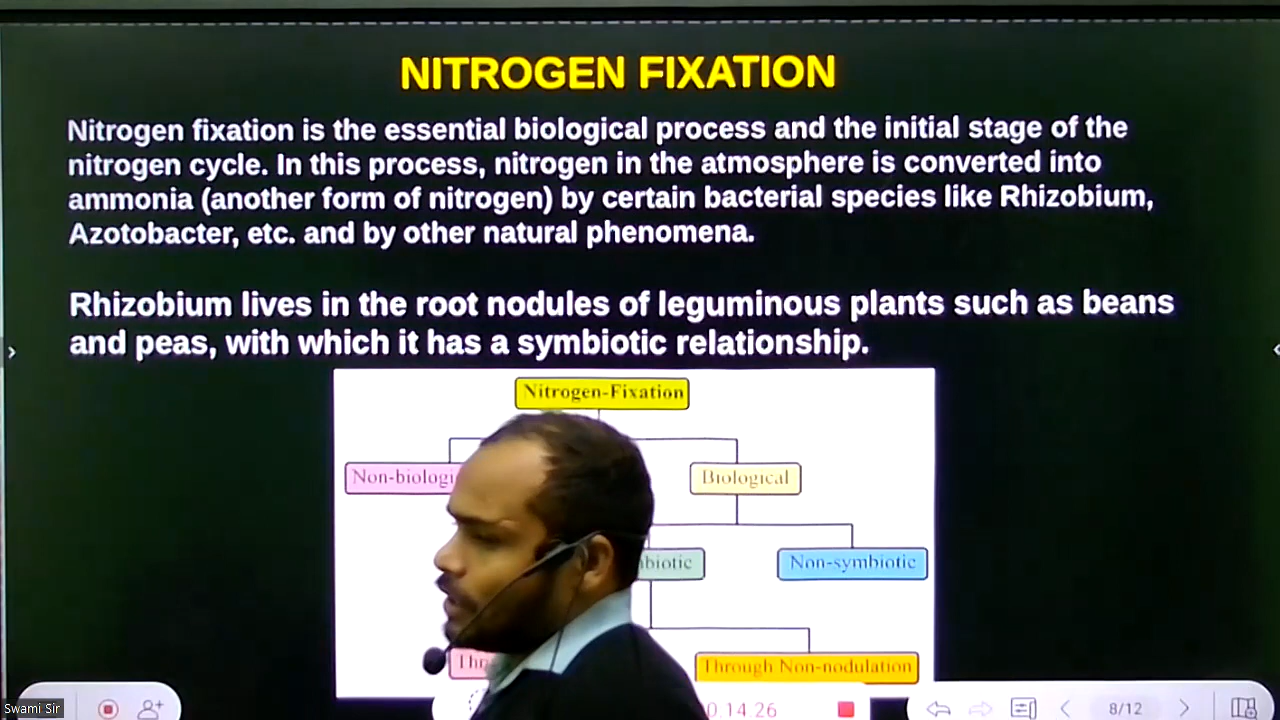 NITROGEN FIXATION
Nitrogen fixation is the essential biological process and the initial stage of the
nitrogen cycle. In this process, nitrogen in the atmosphere is converted into
ammonia (another form of nitrogen) by certain bacterial species like Rhizobium,
Azotobacter, etc. and by other natural phenomena.
Rhizobium lives in the root nodules of leguminous plants such as beans
and peas, with which it has a symbiotic relationship.
Nitrogen-Fixation
Biological
Non-symbiotic
Through Non-nodulation
Swami Sir
8/12